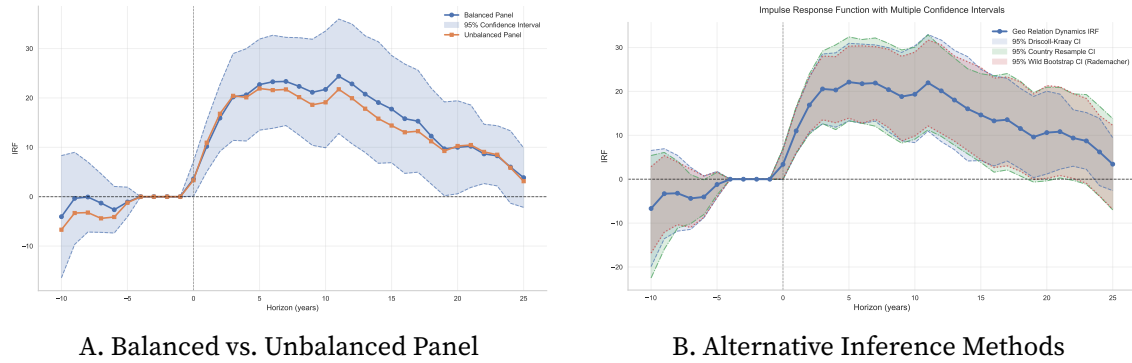 Balanced Panel
95% Confidence Interval
Unbalanced Panel
IRF
30
20
10
0
−10
−10
−5
0
5
10
15
20
25
Horizon (years)
A. Balanced vs. Unbalanced Panel
Impulse Response Function with Multiple Confidence Intervals
Geo Relation Dynamics IRF
95% Driscoll-Kraay CI
95% Country Resample CI
95% Wild Bootstrap CI (Rademacher)
IRF
30
20
10
0
−10
−20
−10
−5
0
5
10
15
20
25
Horizon (years)
B. Alternative Inference Methods